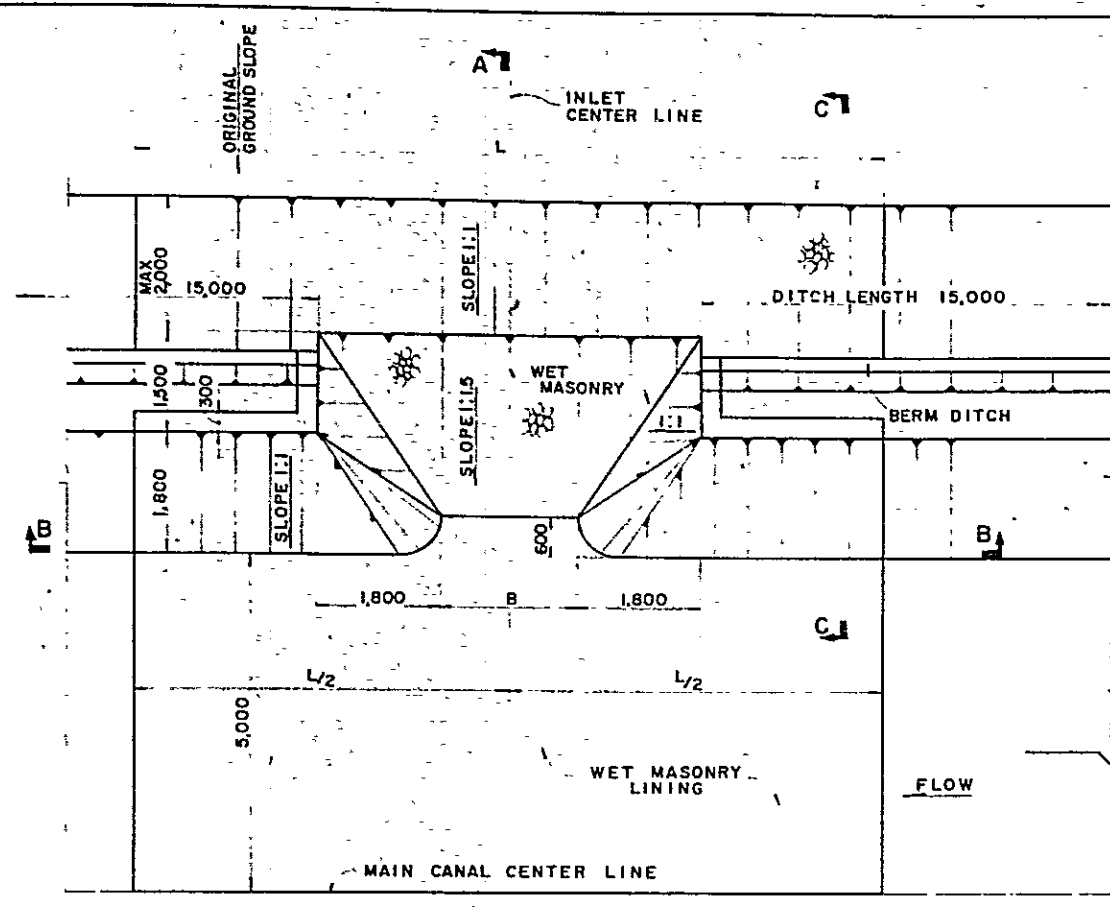 ORIGINAL
GROUND SLOPE
A
INLET
CENTER LINE
C
L
MAX
2,000
15,000
SLOPE 1:1
DITCH LENGTH 15,000
1,500
300
WET
MASONRY
SLOPE 1:1.5
1:1
BERM DITCH
1,800
SLOPE 1:1
B
600
B
1,800
B
1,800
C
L/2
L/2
5,000
WET MASONRY
LINING
FLOW
MAIN CANAL CENTER LINE